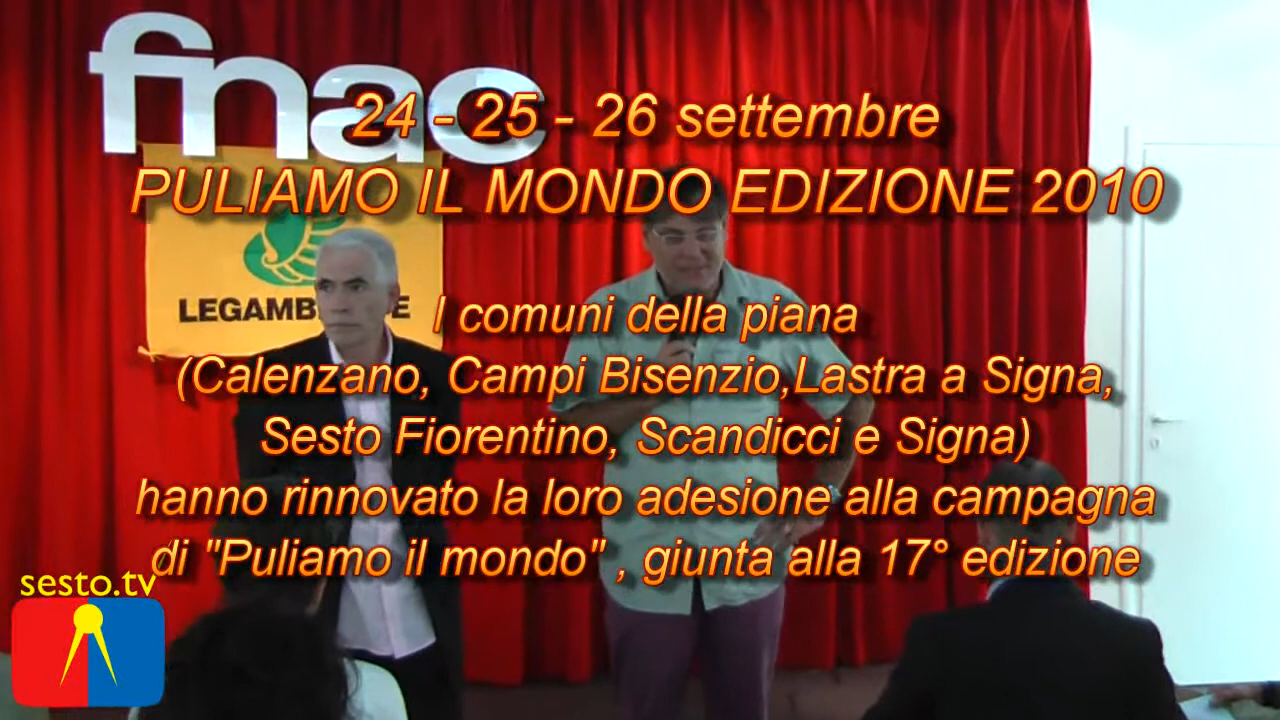 fnac
24 - 25 - 26 settembre
PULIAMO IL MONDO EDIZIONE 2010
LEGAMB E
I comuni della piana
(Calenzano, Campi Bisenzio,Lastra a Signa,
Sesto Fiorentino, Scandicci e Signa)
hanno rinnovato la loro adesione alla campagna
di "Puliamo il mondo" , giunta alla 17° edizione
sesto.tv